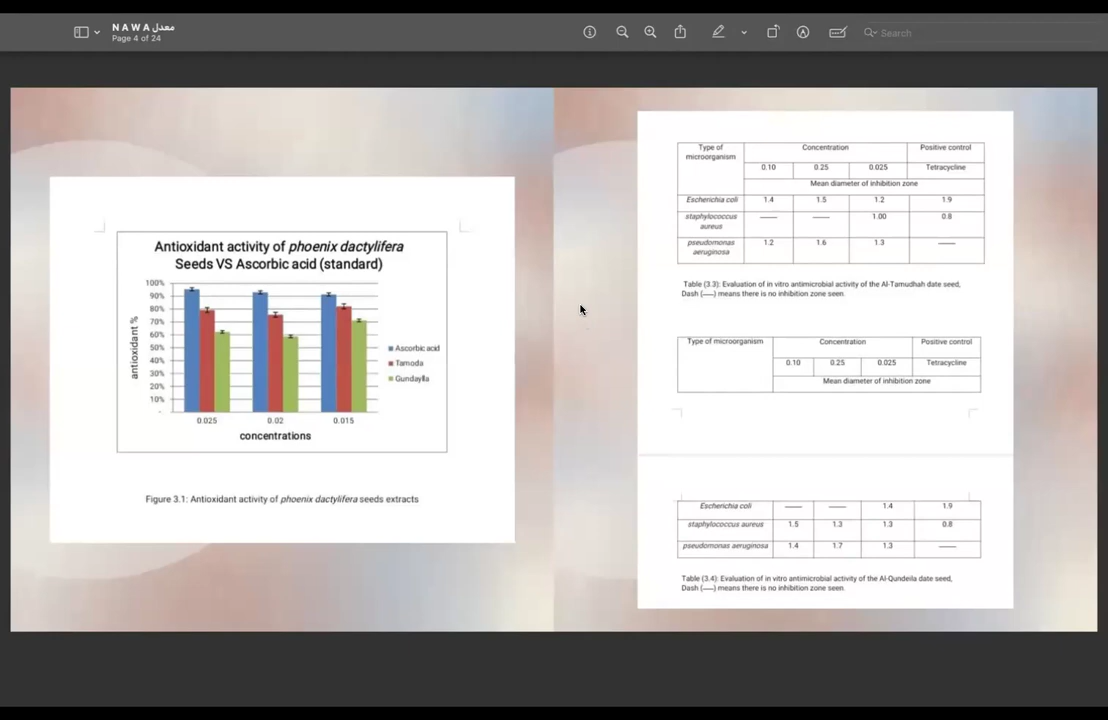 N A W A معدل
Page 4 of 24
Search
Antioxidant activity of phoenix dactylifera
Seeds VS Ascorbic acid (standard)
antioxidant %
100%
90%
80%
70%
60%
50%
40%
30%
20%
10%
-
0.025 0.02 0.015
concentrations
Ascorbic acid
Tamoda
Gundaylla
Figure 3.1: Antioxidant activity of phoenix dactylifera seeds extracts
Type of microorganism Concentration Positive control
0.10 0.25 0.025 Tetracycline
Mean diameter of inhibition zone
Escherichia coli 1.4 1.5 1.2 1.9
staphylococcus aureus — — 1.00 0.8
pseudomonas aeruginosa 1.2 1.6 1.3 —
Table (3.3): Evaluation of in vitro antimicrobial activity of the Al-Tamudhah date seed,
Dash (—) means there is no inhibition zone seen
Type of microorganism Concentration Positive control
0.10 0.25 0.025 Tetracycline
Mean diameter of inhibition zone
Escherichia coli — — 1.4 1.9
staphylococcus aureus 1.5 1.3 1.3 0.8
pseudomonas aeruginosa 1.4 1.7 1.3 —
Table (3.4): Evaluation of in vitro antimicrobial activity of the Al-Qundeila date seed,
Dash (—) means there is no inhibition zone seen